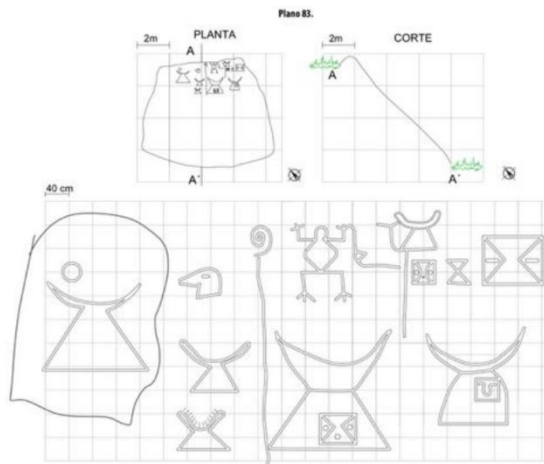 Plano 83.
PLANTA
CORTE
2m
2m
A
A
A´
A´
40 cm